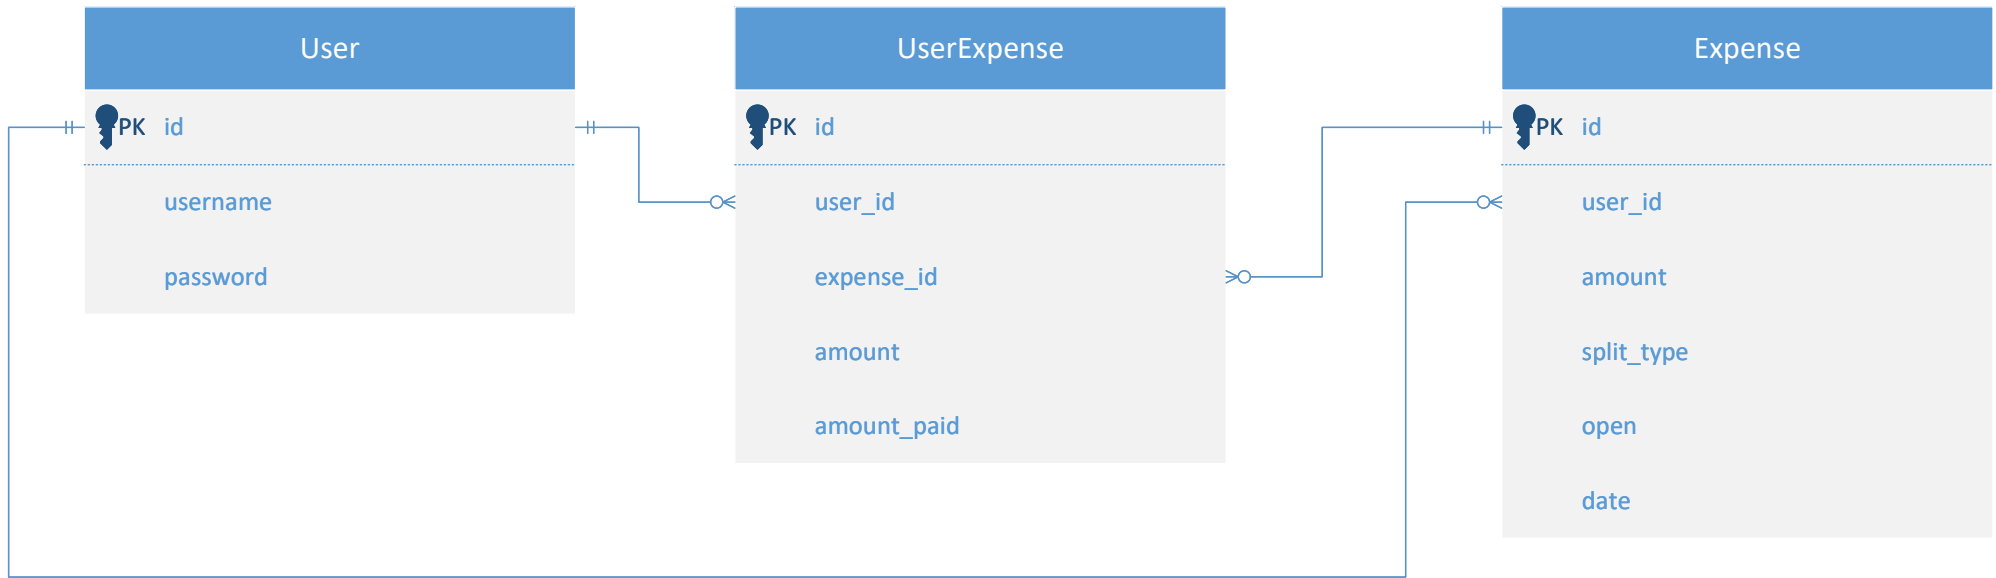 User
PK id
username
password
UserExpense
PK id
user_id
expense_id
amount
amount_paid
Expense
PK id
user_id
amount
split_type
open
date